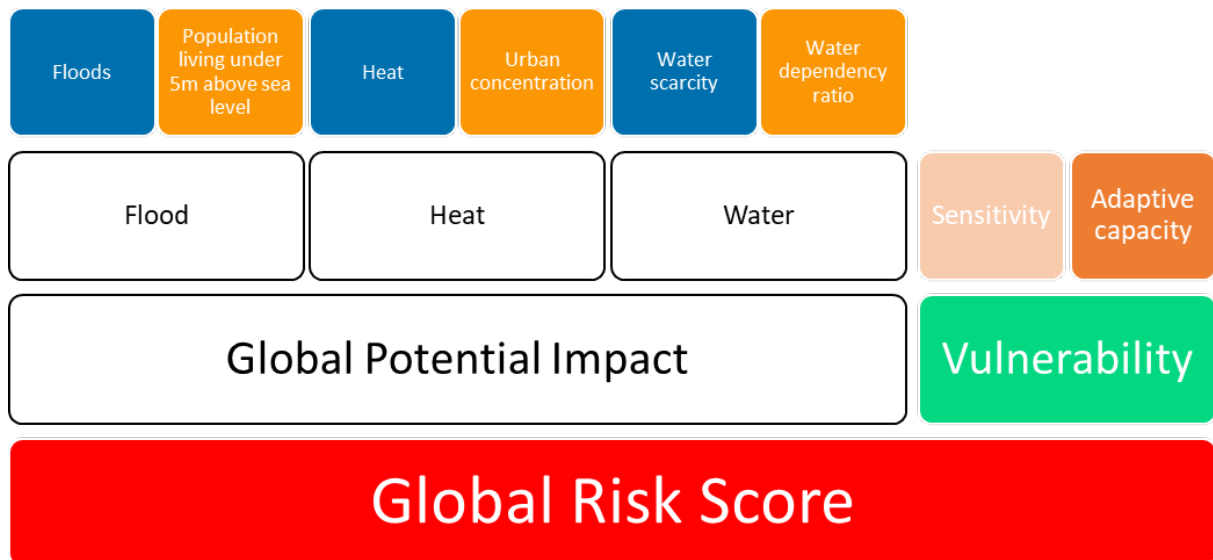 Floods
Population
living under
5m above sea
level
Heat
Urban
concentration
Water
scarcity
Water
dependency
ratio
Flood
Heat
Water
Sensitivity
Adaptive
capacity
Global Potential Impact
Vulnerability
Global Risk Score